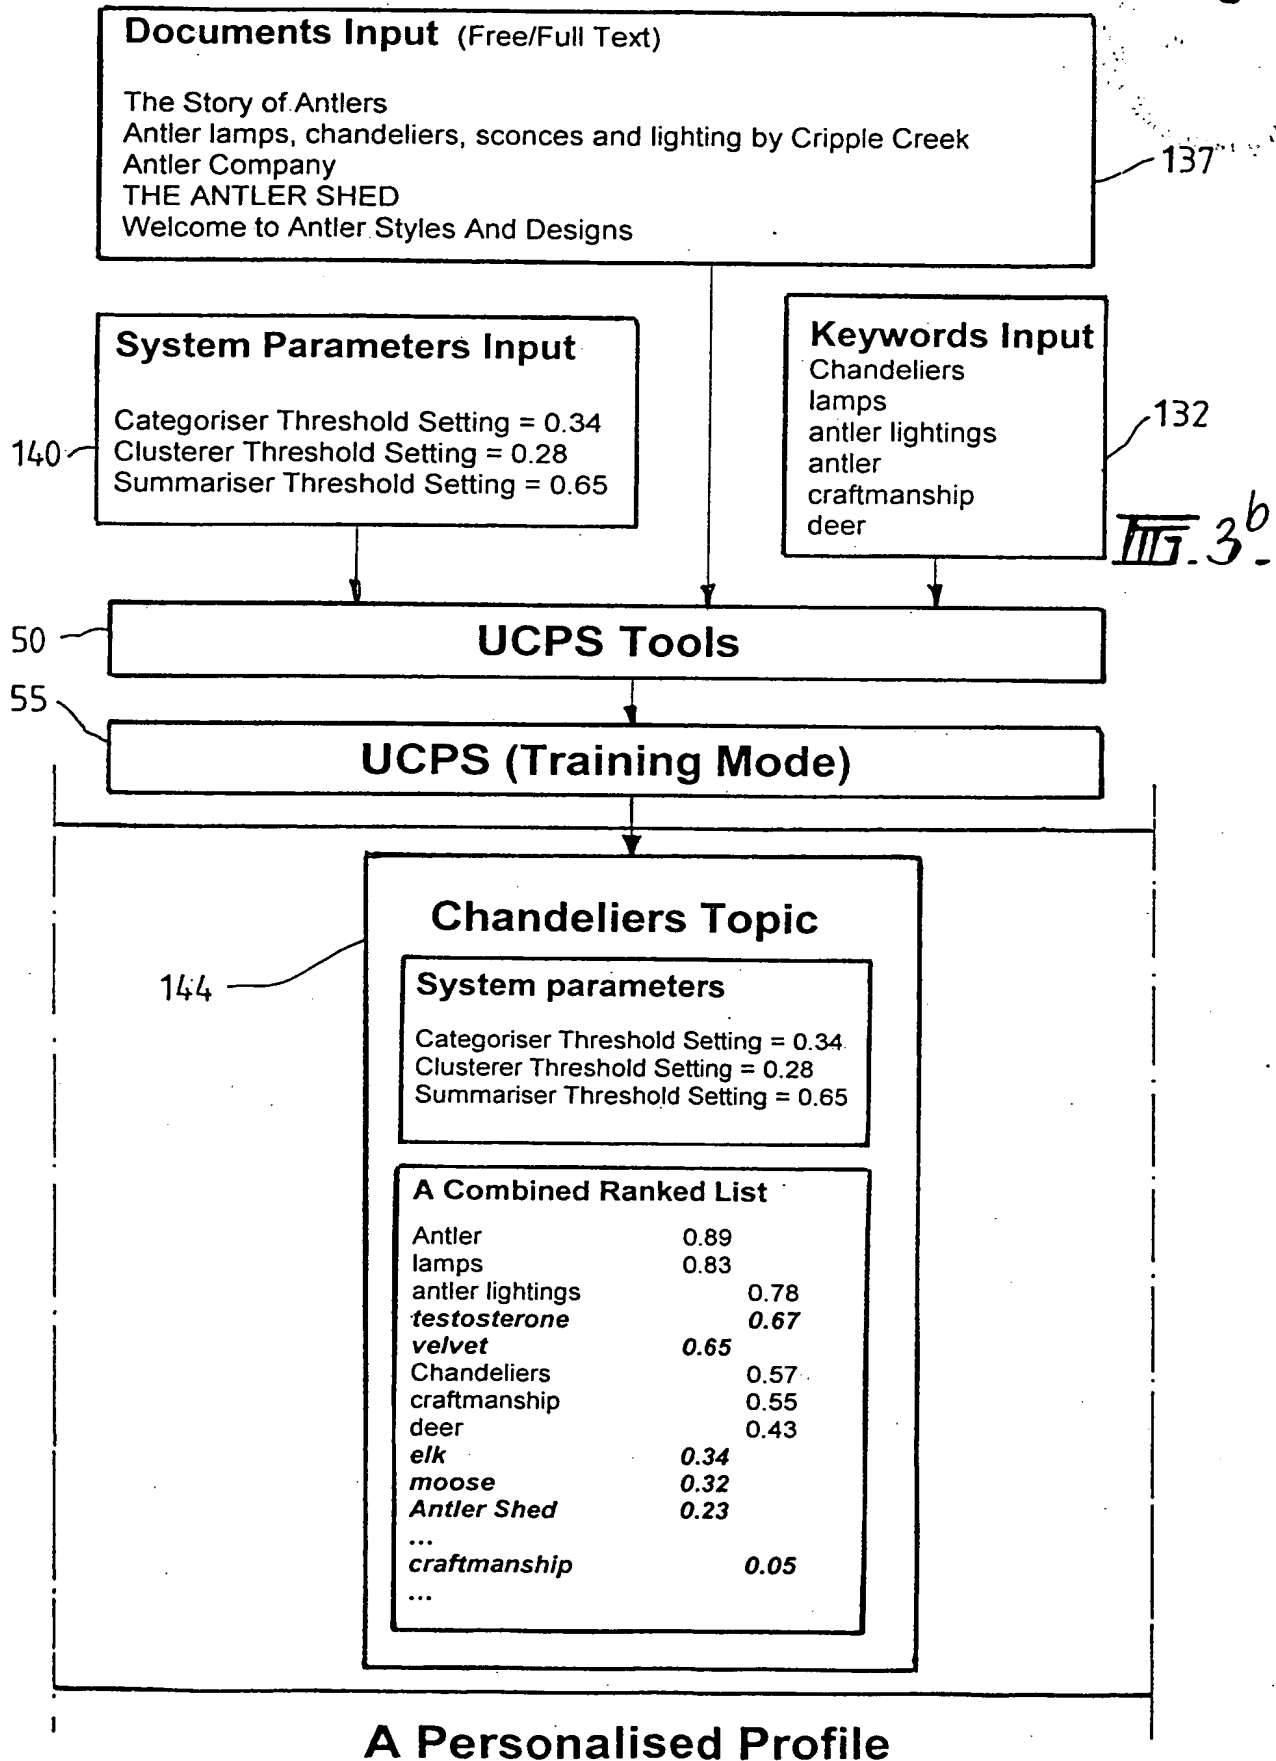 Documents Input (Free/Full Text)
The Story of Antlers
Antler lamps, chandeliers, sconces and lighting by Cripple Creek
Antler Company
THE ANTLER SHED
Welcome to Antler Styles And Designs
137
System Parameters Input
Categoriser Threshold Setting = 0.34
Clusterer Threshold Setting = 0.28
Summariser Threshold Setting = 0.65
140
Keywords Input
Chandeliers
lamps
antler lightings
antler
craftmanship
deer
132
FIG. 3b.
50
UCPS Tools
55
UCPS (Training Mode)
Chandeliers Topic
144
System parameters
Categoriser Threshold Setting = 0.34
Clusterer Threshold Setting = 0.28
Summariser Threshold Setting = 0.65
A Combined Ranked List
Antler 0.89
lamps 0.83
antler lightings 0.78
testosterone 0.67
velvet 0.65
Chandeliers 0.57
craftmanship 0.55
deer 0.43
elk 0.34
moose 0.32
Antler Shed 0.23
...
craftmanship 0.05
...
A Personalised Profile